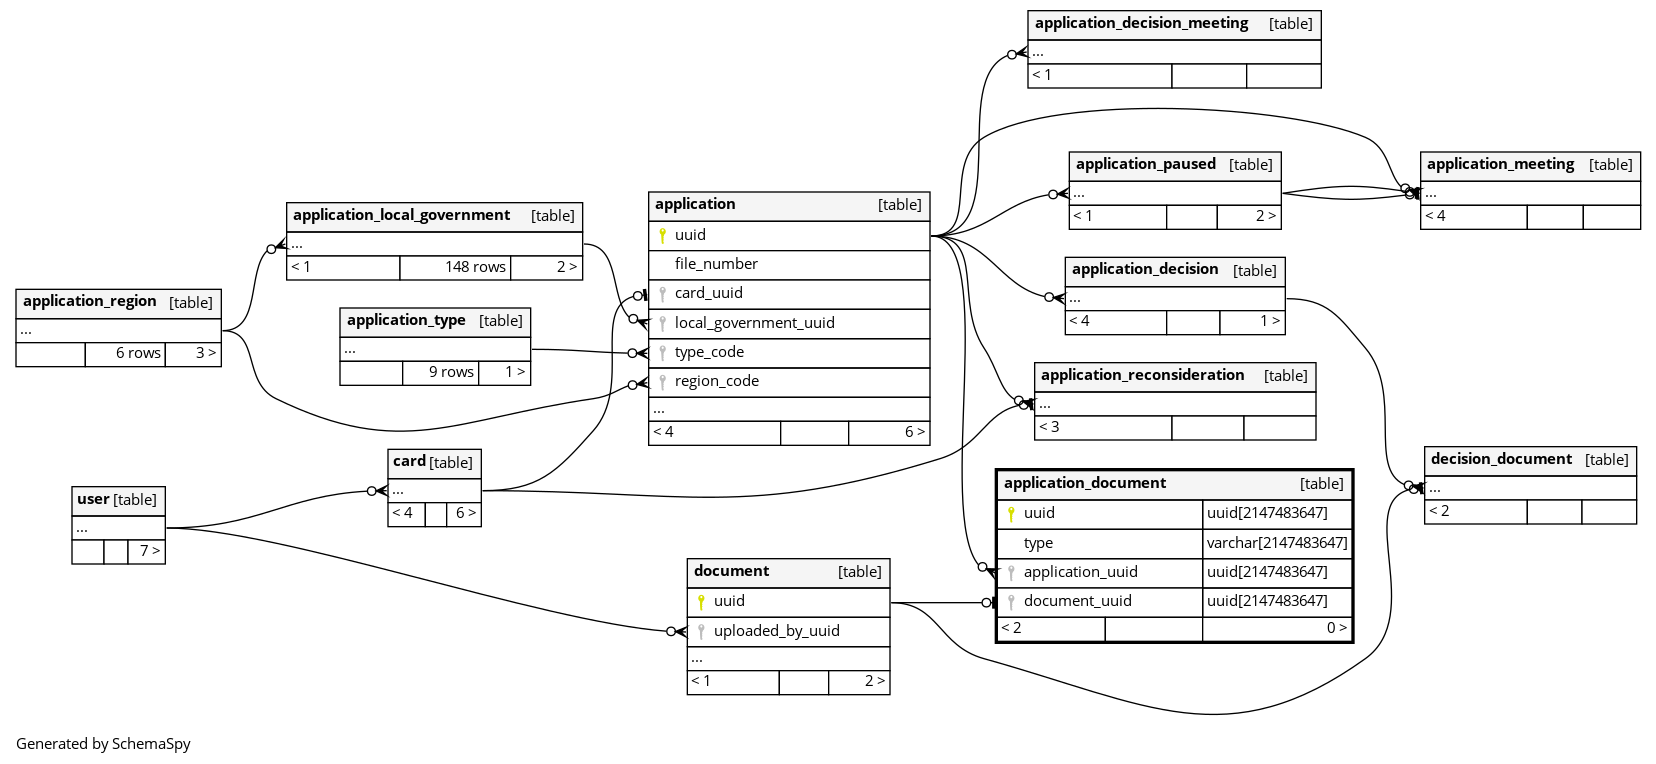 application_decision_meeting [table]
...
< 1
application_paused [table]
...
< 1 2 >
application_meeting [table]
...
< 4
application [table]
uuid
file_number
card_uuid
local_government_uuid
type_code
region_code
...
< 4 6 >
application_local_government [table]
...
< 1 148 rows 2 >
application_region [table]
...
6 rows 3 >
application_type [table]
...
9 rows 1 >
application_decision [table]
...
< 4 1 >
application_reconsideration [table]
...
< 3
card [table]
...
< 4 6 >
user [table]
...
7 >
decision_document [table]
...
< 2
application_document [table]
uuid uuid[2147483647]
type varchar[2147483647]
application_uuid uuid[2147483647]
document_uuid uuid[2147483647]
< 2 0 >
document [table]
uuid
uploaded_by_uuid
...
< 1 2 >
Generated by SchemaSpy